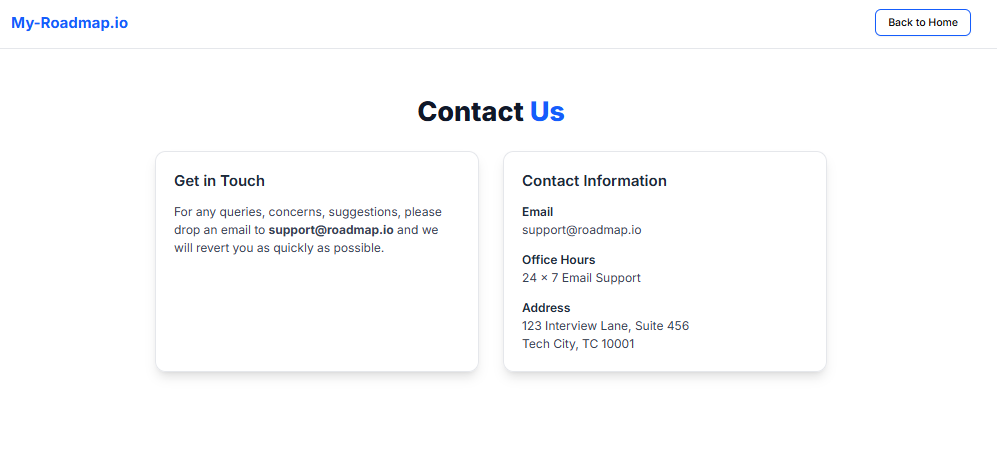 My-Roadmap.io
Back to Home
Contact Us
Get in Touch
For any queries, concerns, suggestions, please
drop an email to support@roadmap.io and we
will revert you as quickly as possible.
Contact Information
Email
support@roadmap.io
Office Hours
24 × 7 Email Support
Address
123 Interview Lane, Suite 456
Tech City, TC 10001